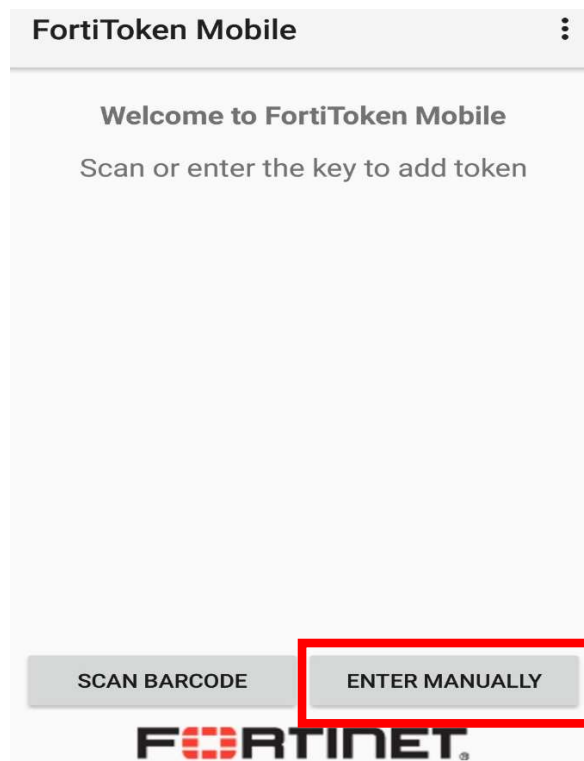 FortiToken Mobile
Welcome to FortiToken Mobile
Scan or enter the key to add token
SCAN BARCODE ENTER MANUALLY
FORTINET®